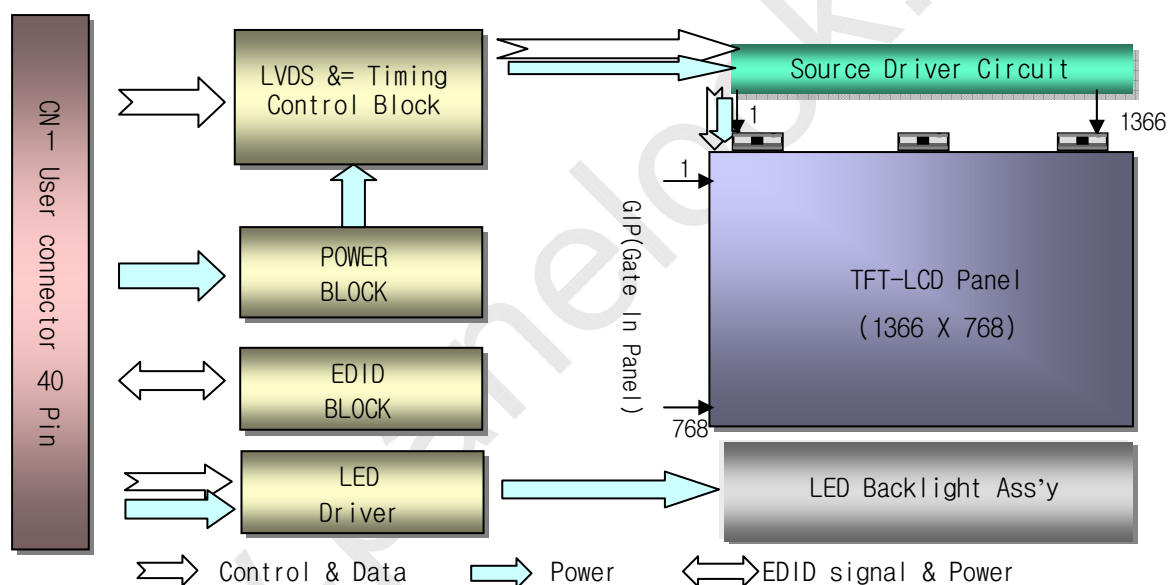 CN-1 User connector 40 Pin
LVDS &= Timing
Control Block
Source Driver Circuit
1
1366
1
GIP(Gate In Panel)
768
POWER
BLOCK
TFT-LCD Panel
(1366 X 768)
EDID
BLOCK
LED
Driver
LED Backlight Ass'y
Control & Data
Power
EDID signal & Power